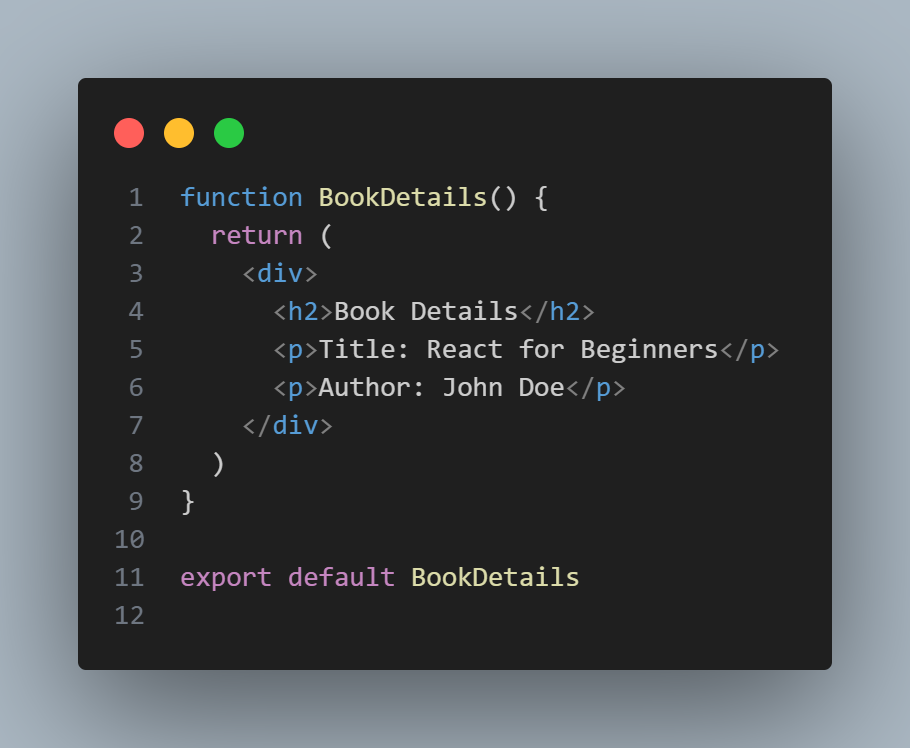 1 function BookDetails() {
2   return (
3     <div>
4       <h2>Book Details</h2>
5       <p>Title: React for Beginners</p>
6       <p>Author: John Doe</p>
7     </div>
8   )
9 }
10
11 export default BookDetails
12